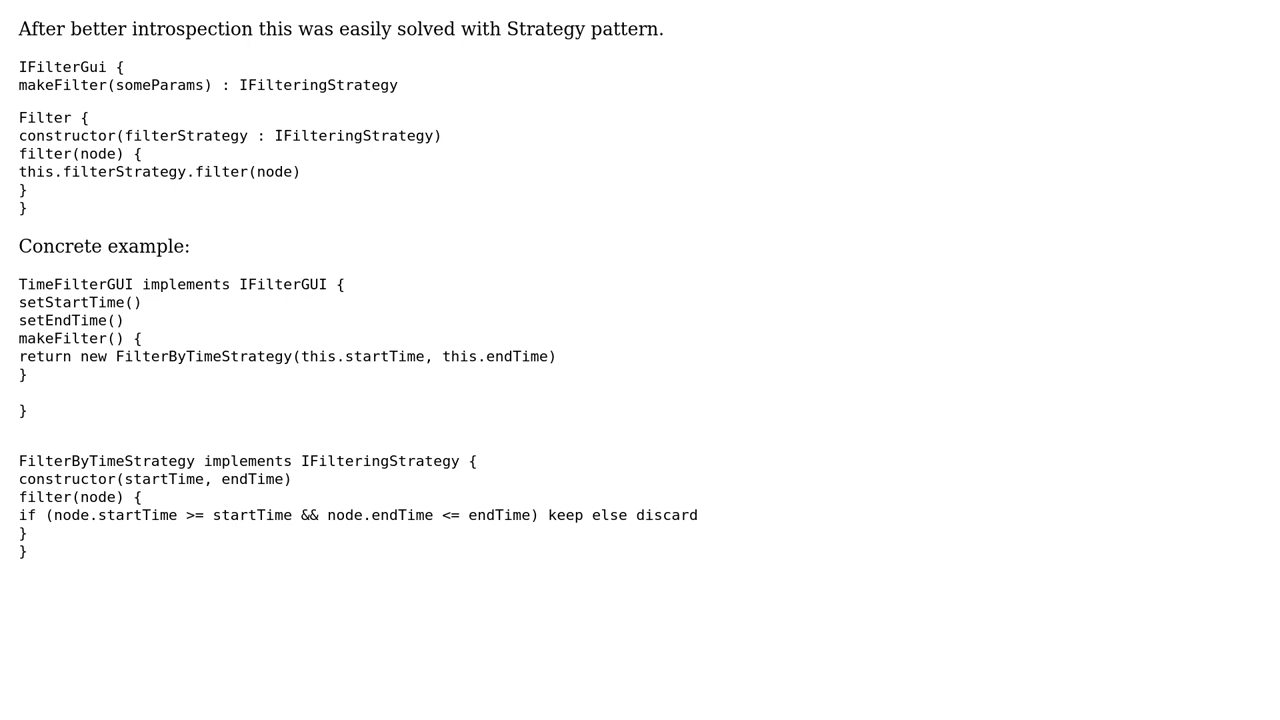 After better introspection this was easily solved with Strategy pattern.
IFilterGui {
makeFilter(someParams) : IFilteringStrategy
Filter {
constructor(filterStrategy : IFilteringStrategy)
filter(node) {
this.filterStrategy.filter(node)
}
}
Concrete example:
TimeFilterGUI implements IFilterGUI {
setStartTime()
setEndTime()
makeFilter() {
return new FilterByTimeStrategy(this.startTime, this.endTime)
}
}
FilterByTimeStrategy implements IFilteringStrategy {
constructor(startTime, endTime)
filter(node) {
if (node.startTime >= startTime && node.endTime <= endTime) keep else discard
}
}